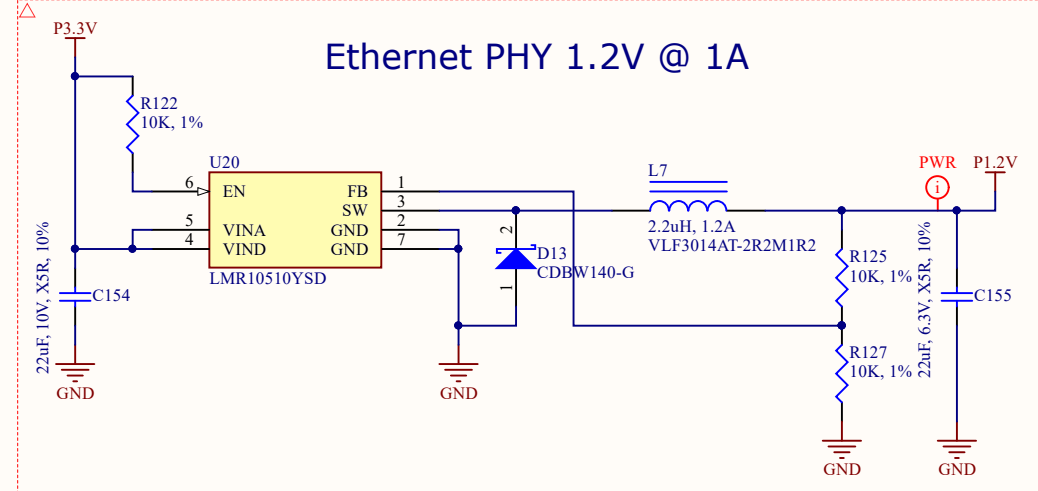 P3.3V
Ethernet PHY 1.2V @ 1A
R122
10K, 1%
U20
6
EN
5
VINA
4
VIND
FB
1
SW
3
GND
2
GND
7
LMR10510YSD
22uF, 10V, X5R, 10%
C154
GND
GND
2
D13
CDBW140-G
1
L7
2.2uH, 1.2A
VLF3014AT-2R2M1R2
PWR
i
P1.2V
R125
10K, 1%
R127
10K, 1%
22uF, 6.3V, X5R, 10%
C155
GND
GND